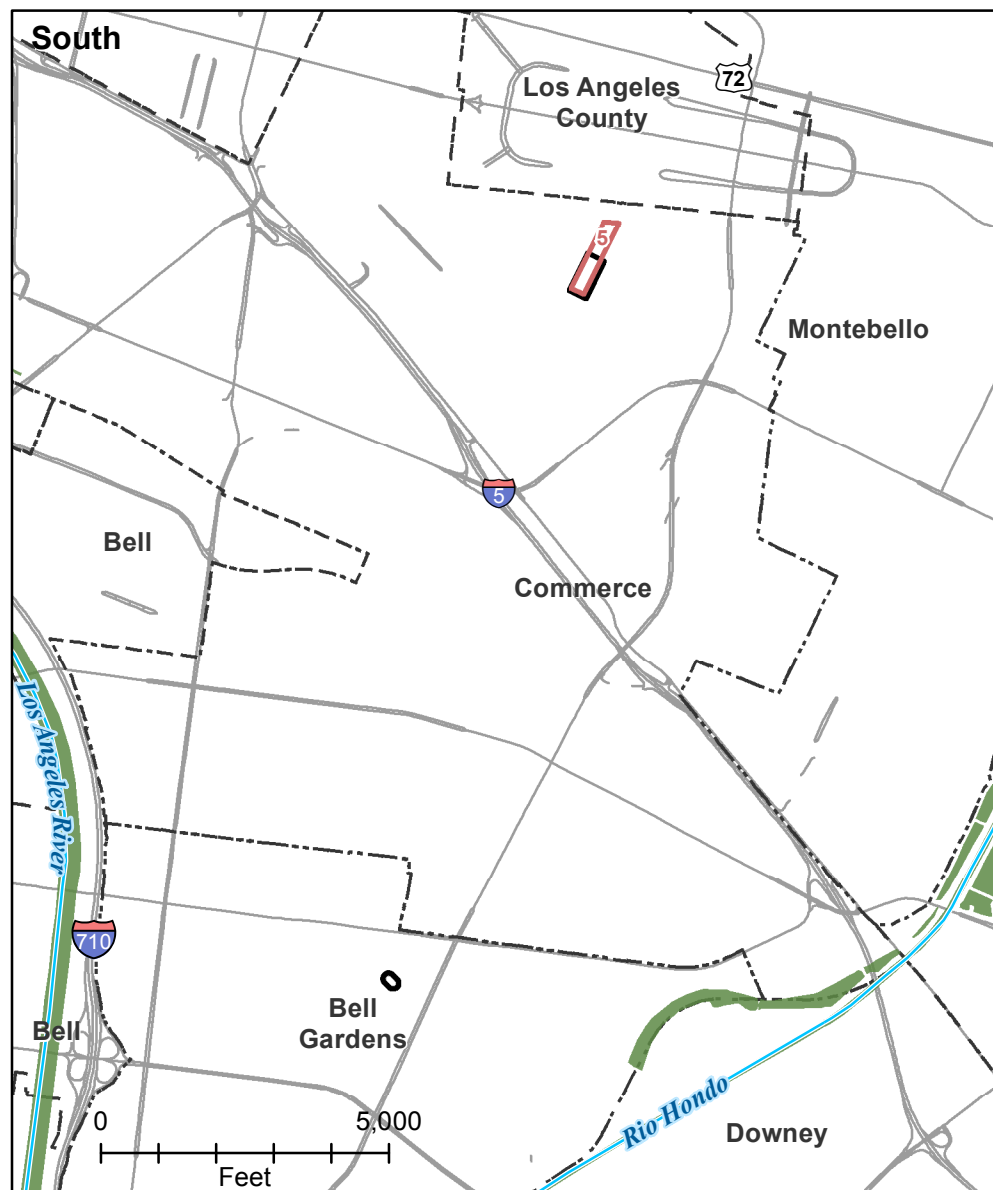 South
72
Los Angeles
County
5
Montebello
5
Bell
Commerce
Los Angeles River
710
Bell
Bell
Gardens
0
5,000
Feet
Rio Hondo
Downey